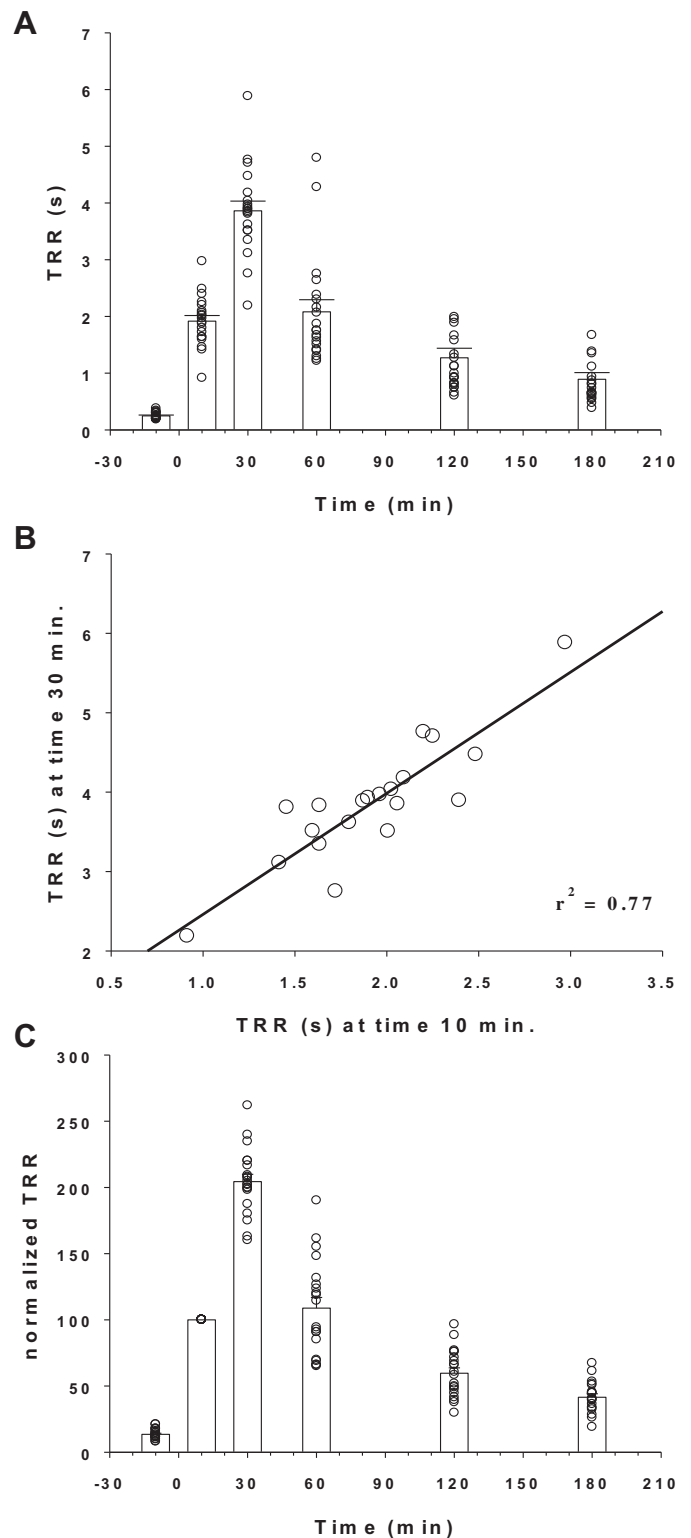 A
7
6
5
4
3
2
1
0
TRR (s)
-30 0 30 60 90 120 150 180 210
Time (min)
B
7
6
5
4
3
2
TRR (s) at time 30 min.
r² = 0.77
0.5 1.0 1.5 2.0 2.5 3.0 3.5
TRR (s) at time 10 min.
C
300
250
200
150
100
50
0
normalized TRR
-30 0 30 60 90 120 150 180 210
Time (min)